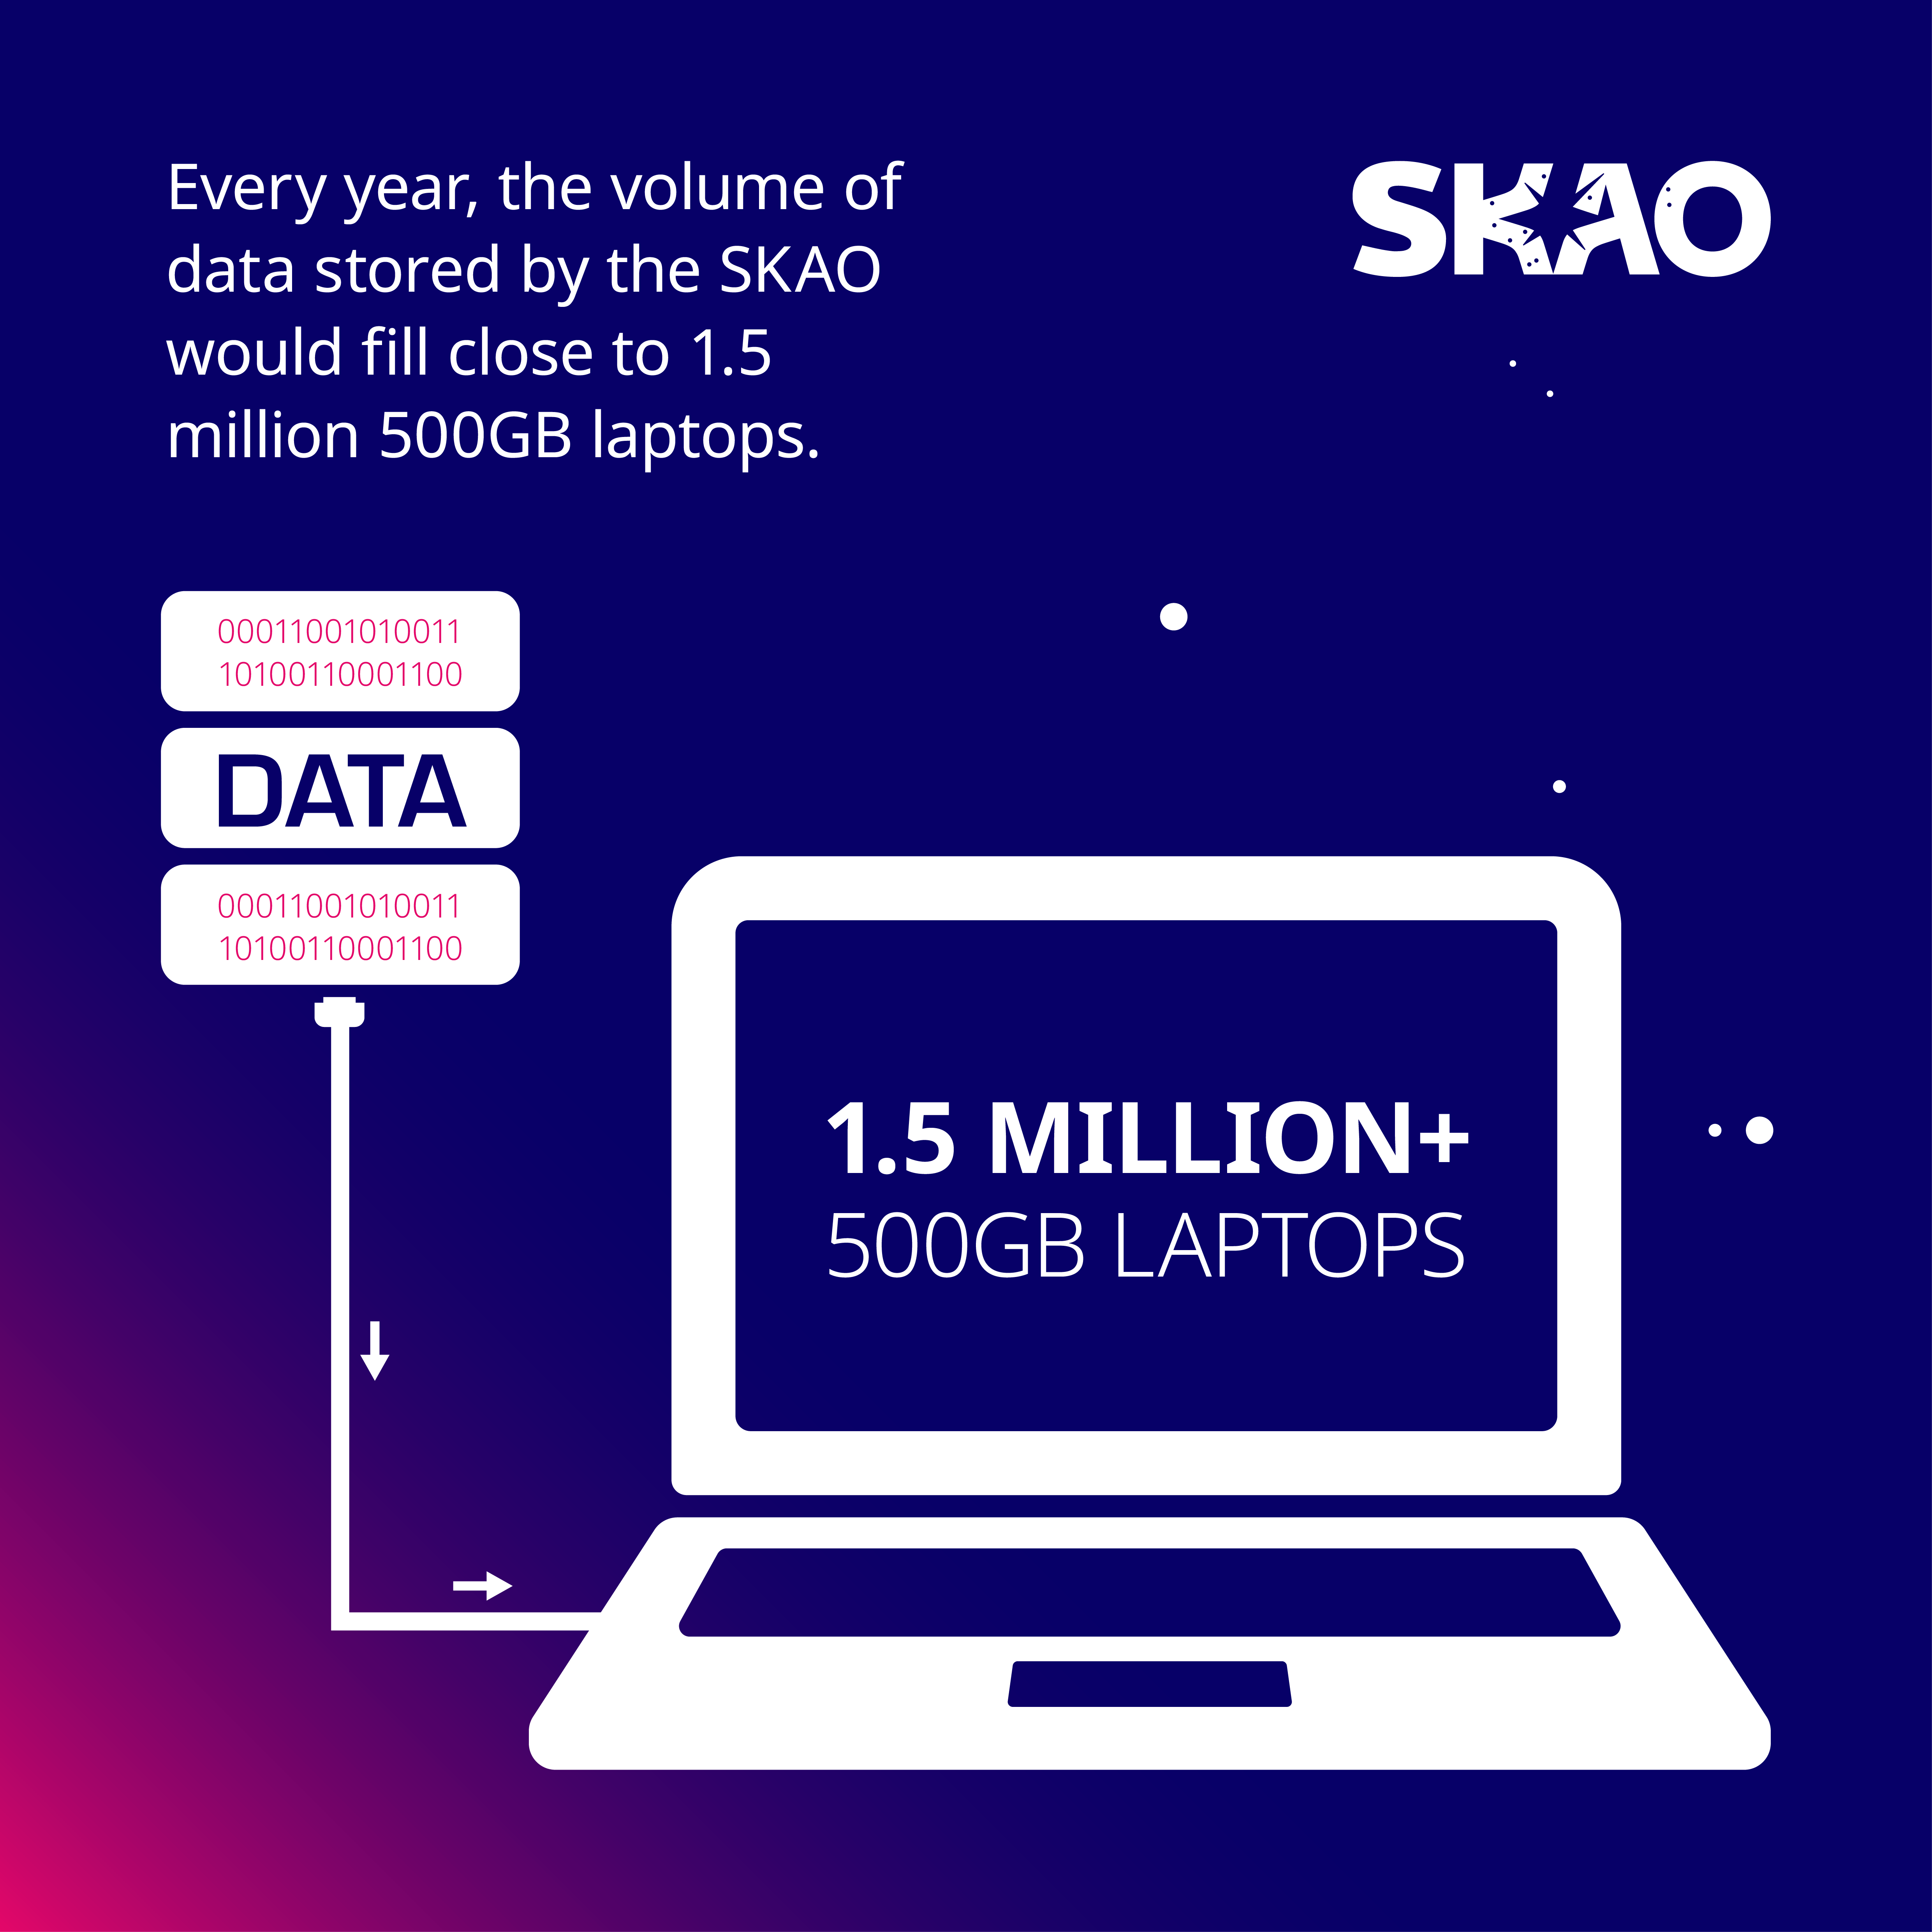 Every year, the volume of
data stored by the SKAO
would fill close to 1.5
million 500GB laptops.
SKAO
00011001010011
10100110001100
DATA
00011001010011
10100110001100
1.5 MILLION+
500GB LAPTOPS